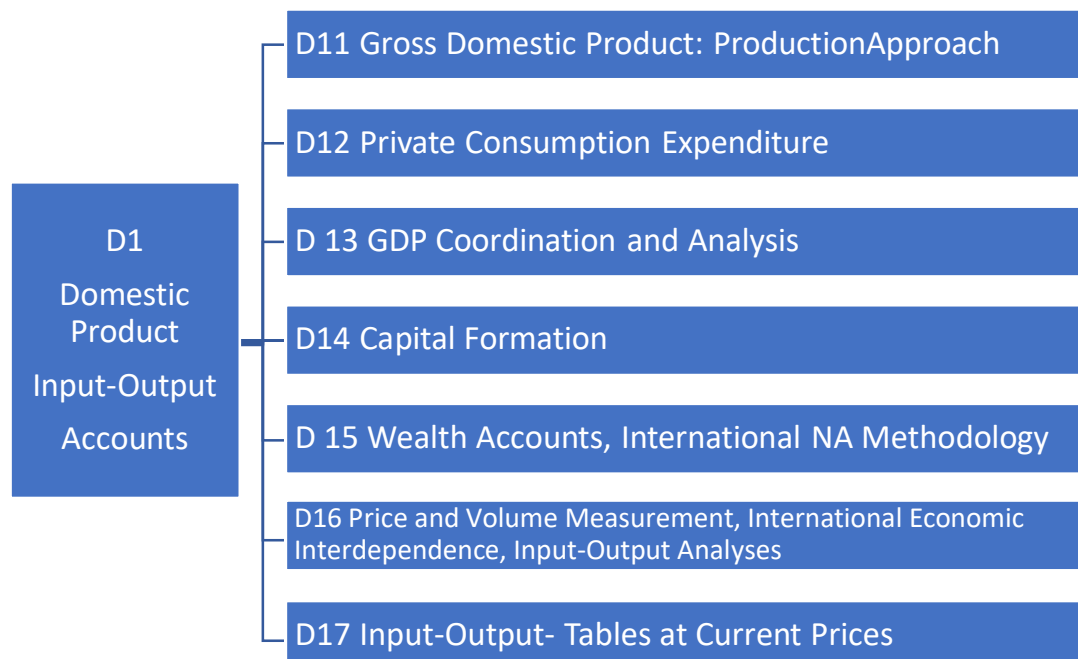 D11 Gross Domestic Product: ProductionApproach
D12 Private Consumption Expenditure
D 13 GDP Coordination and Analysis
D1
Domestic
Product
Input-Output
Accounts
D14 Capital Formation
D 15 Wealth Accounts, International NA Methodology
D16 Price and Volume Measurement, International Economic
Interdependence, Input-Output Analyses
D17 Input-Output- Tables at Current Prices